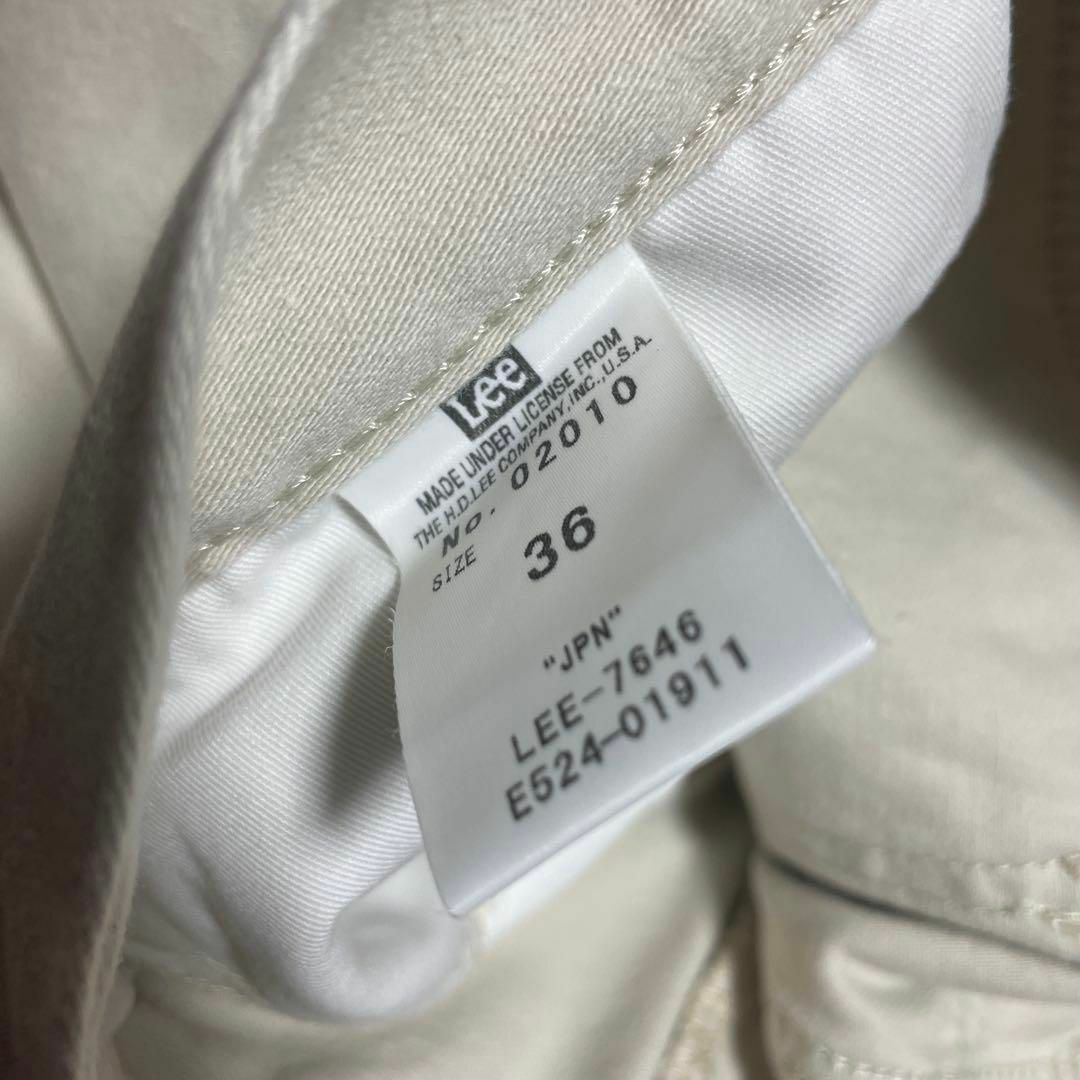 Lee
MADE UNDER LICENSE FROM
THE H.D.LEE COMPANY,INC.,U.S.A.
NO. 02010
SIZE 36
"JPN"
LEE-7646
E524-01911